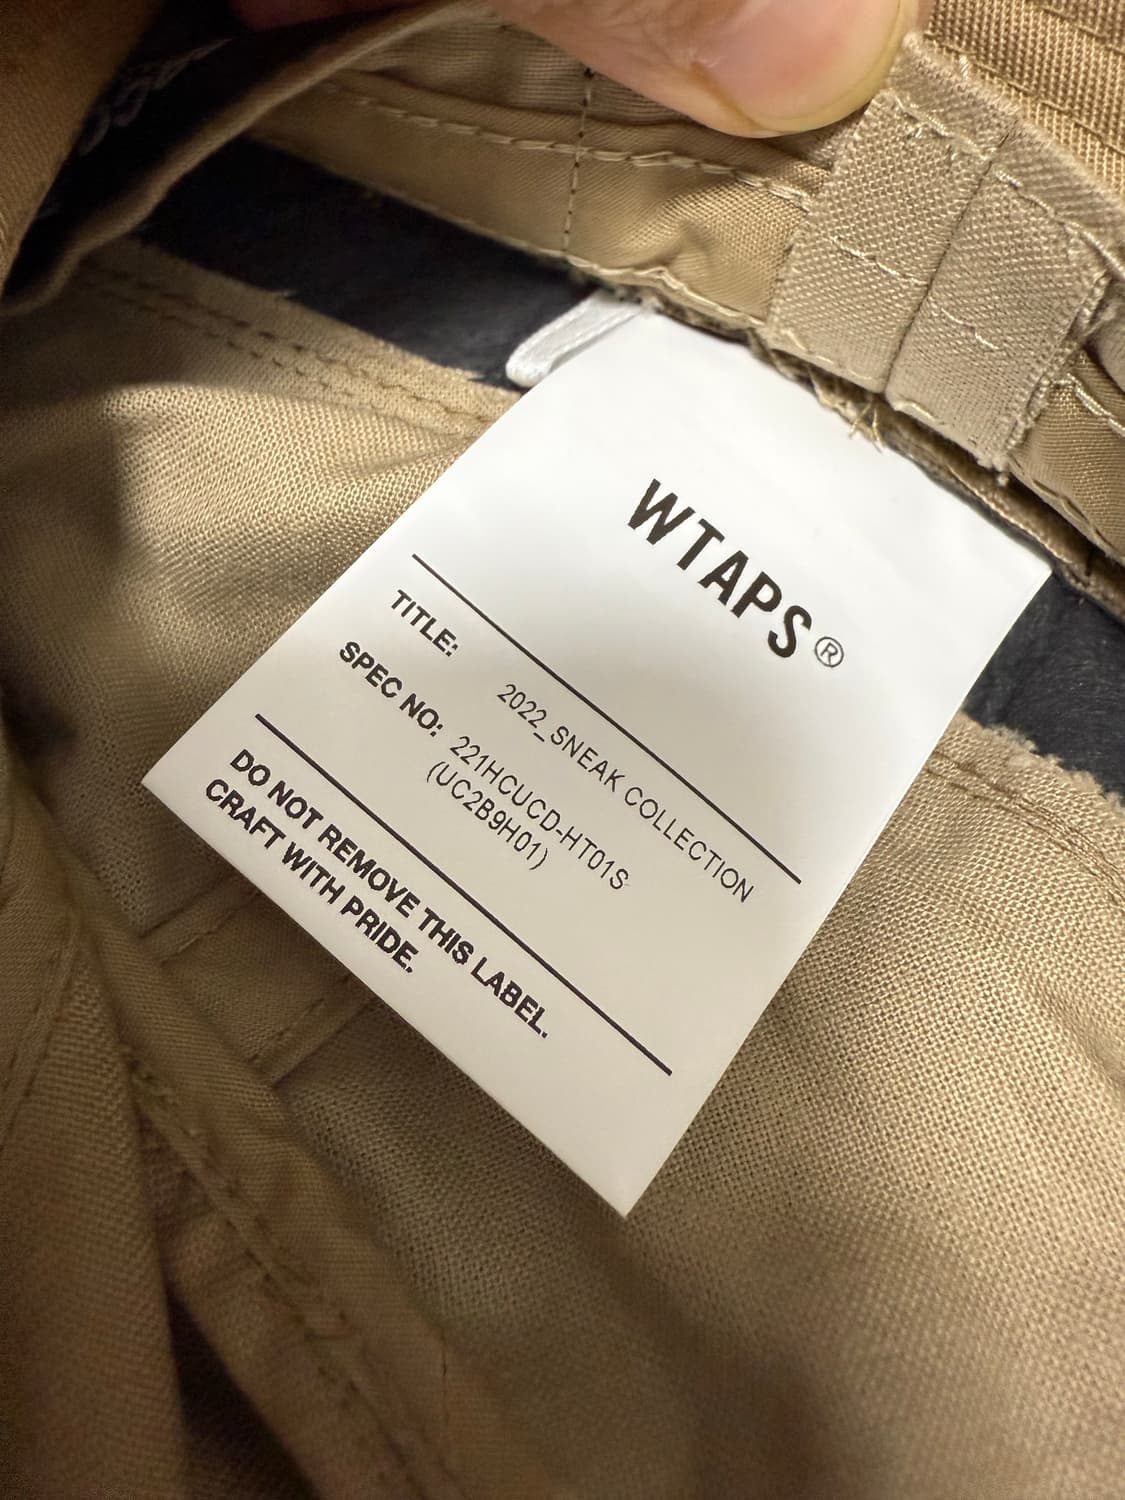 WTAPS®
TITLE: 2022_SNEAK COLLECTION
SPEC NO: 221HCUCD-HT01S
(UC2B9H01)
DO NOT REMOVE THIS LABEL.
CRAFT WITH PRIDE.